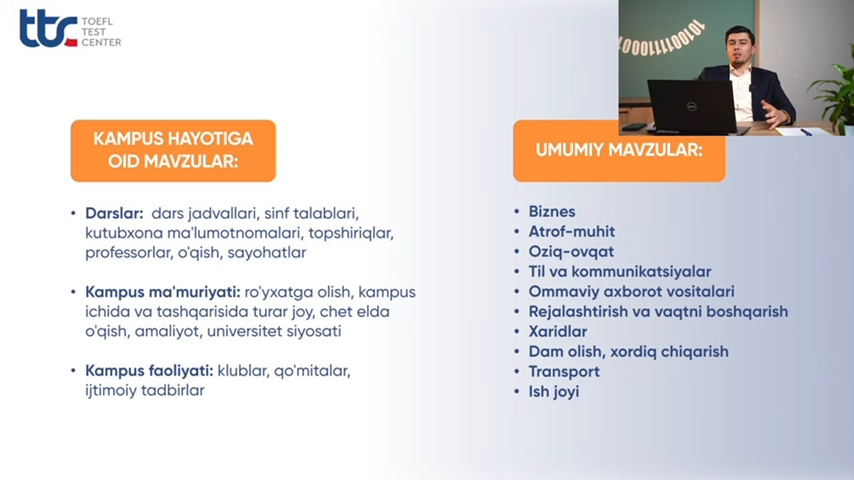 ttc TOEFL
TEST
CENTER
KAMPUS HAYOTIGA
OID MAVZULAR:
• Darslar: dars jadvallari, sinf talablari,
kutubxona ma'lumotnomalari, topshiriqlar,
professorlar, o'qish, sayohatlar
• Kampus ma'muriyati: ro'yxatga olish, kampus
ichida va tashqarisida turar joy, chet elda
o'qish, amaliyot, universitet siyosati
• Kampus faoliyati: klublar, qo'mitalar,
ijtimoiy tadbirlar
UMUMIY MAVZULAR:
• Biznes
• Atrof-muhit
• Oziq-ovqat
• Til va kommunikatsiyalar
• Ommaviy axborot vositalari
• Rejalashtirish va vaqtni boshqarish
• Xaridlar
• Dam olish, xordiq chiqarish
• Transport
• Ish joyi
DELL